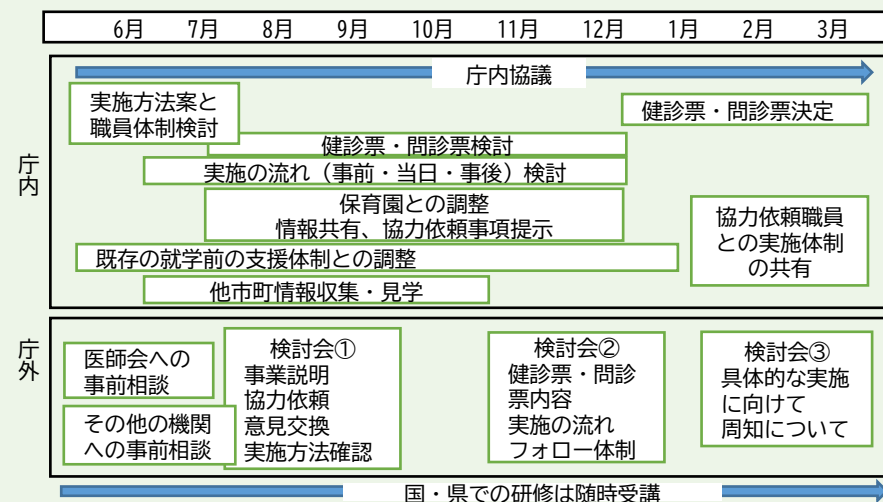 6月 7月 8月 9月 10月 11月 12月 1月 2月 3月
庁内
庁内協議
実施方法案と
職員体制検討
健診票・問診票決定
健診票・問診票検討
実施の流れ（事前・当日・事後）検討
保育園との調整
情報共有、協力依頼事項提示
協力依頼職員
との実施体制
の共有
既存の就学前の支援体制との調整
他市町情報収集・見学
庁外
医師会への
事前相談
その他の機関
への事前相談
検討会①
事業説明
協力依頼
意見交換
実施方法確認
検討会②
健診票・問診
票内容
実施の流れ
フォロー体制
検討会③
具体的な実施
に向けて
周知について
国・県での研修は随時受講